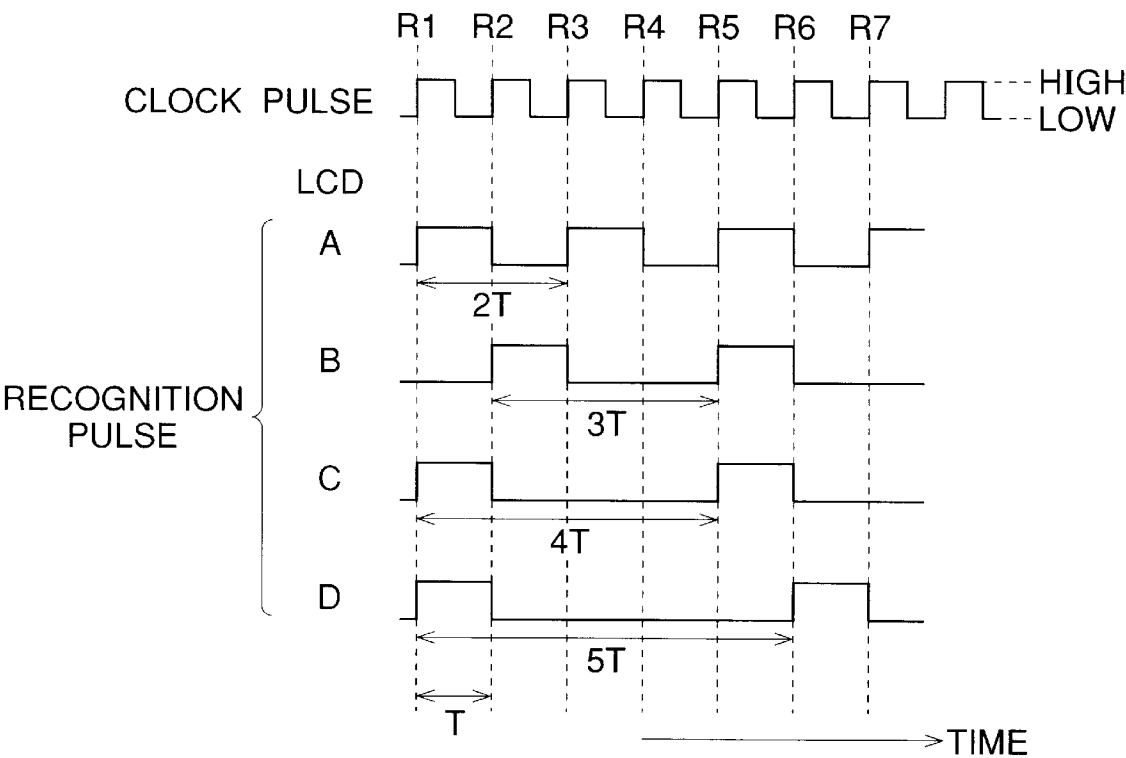 R1 R2 R3 R4 R5 R6 R7
CLOCK PULSE
HIGH
LOW
LCD
A
2T
B
3T
RECOGNITION
PULSE
C
4T
D
5T
T
TIME